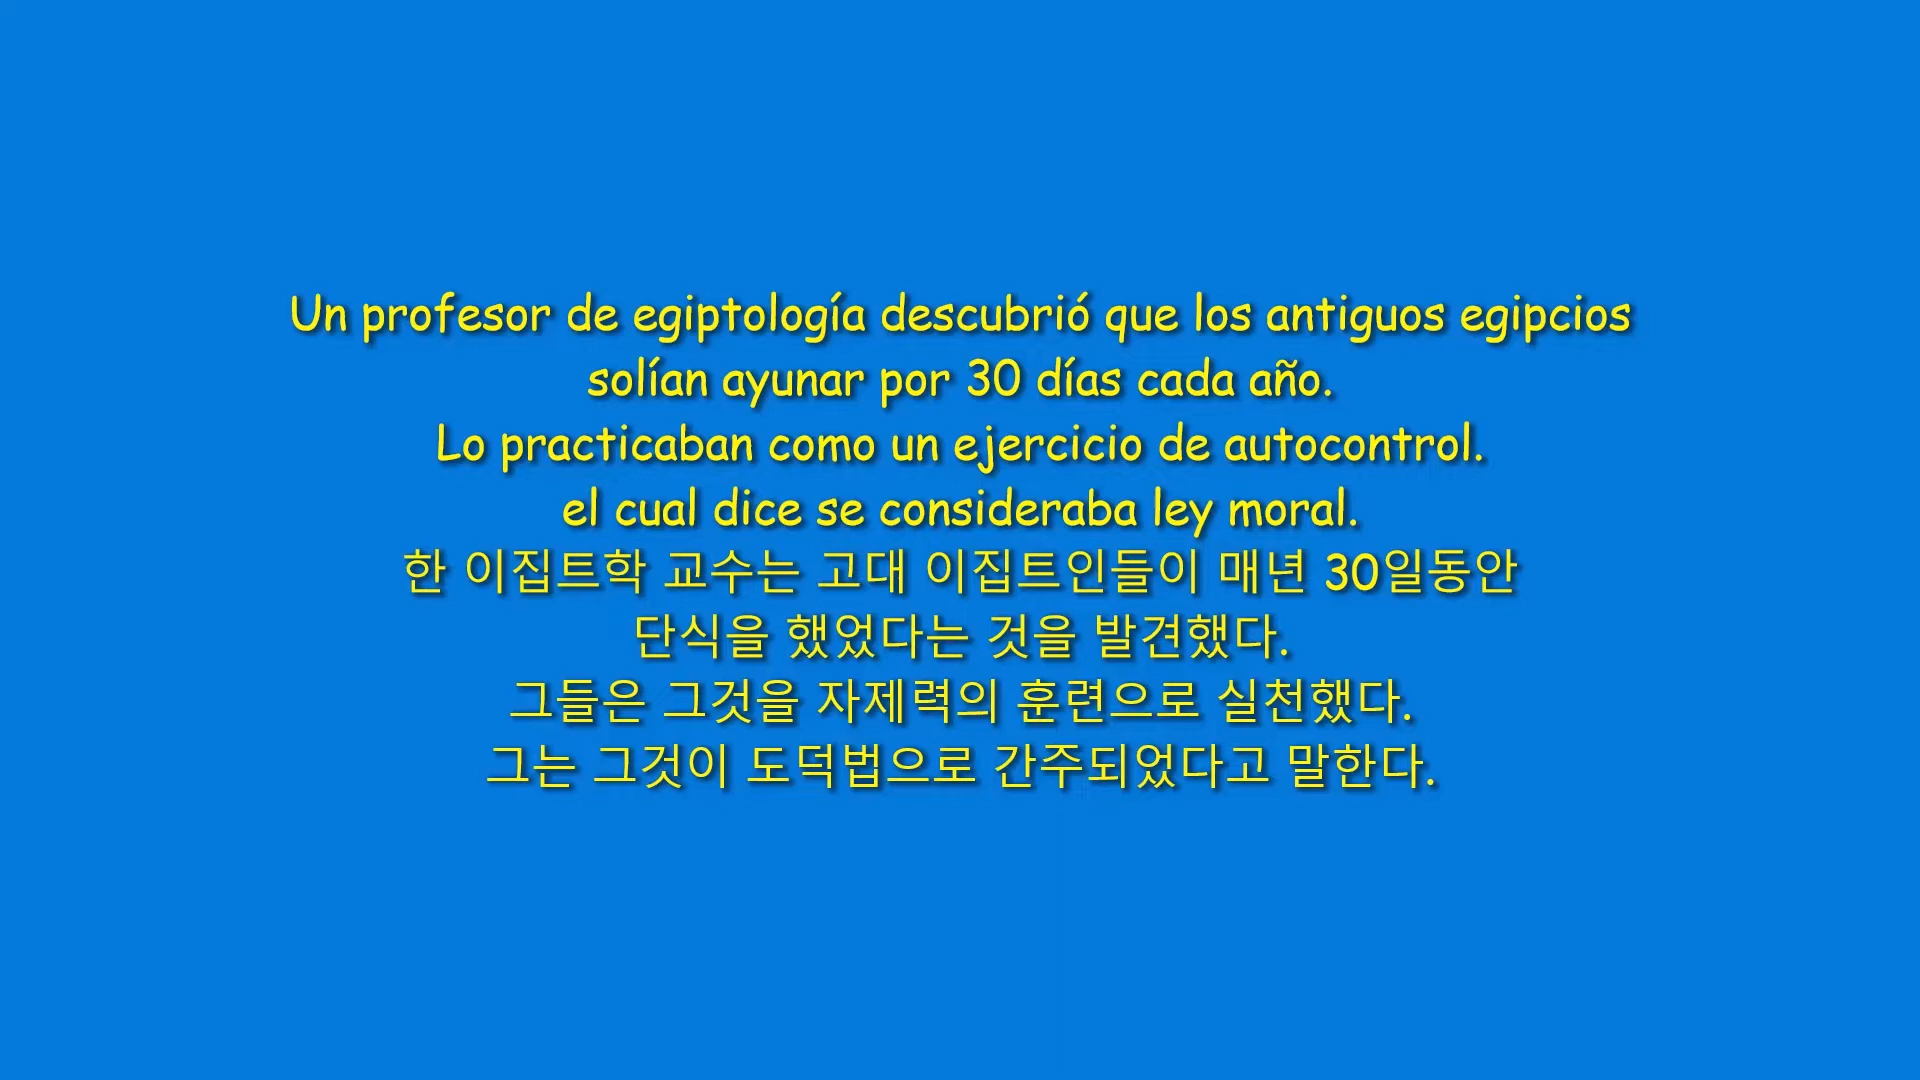 Un profesor de egiptología descubrió que los antiguos egipcios
solían ayunar por 30 días cada año.
Lo practicaban como un ejercicio de autocontrol.
el cual dice se consideraba ley moral.
한 이집트학 교수는 고대 이집트인들이 매년 30일동안
단식을 했었다는 것을 발견했다.
그들은 그것을 자제력의 훈련으로 실천했다.
그는 그것이 도덕법으로 간주되었다고 말한다.